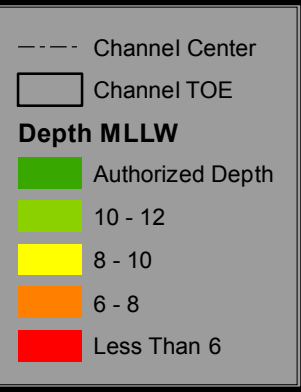 Channel Center
Channel TOE
Depth MLLW
Authorized Depth
10 - 12
8 - 10
6 - 8
Less Than 6